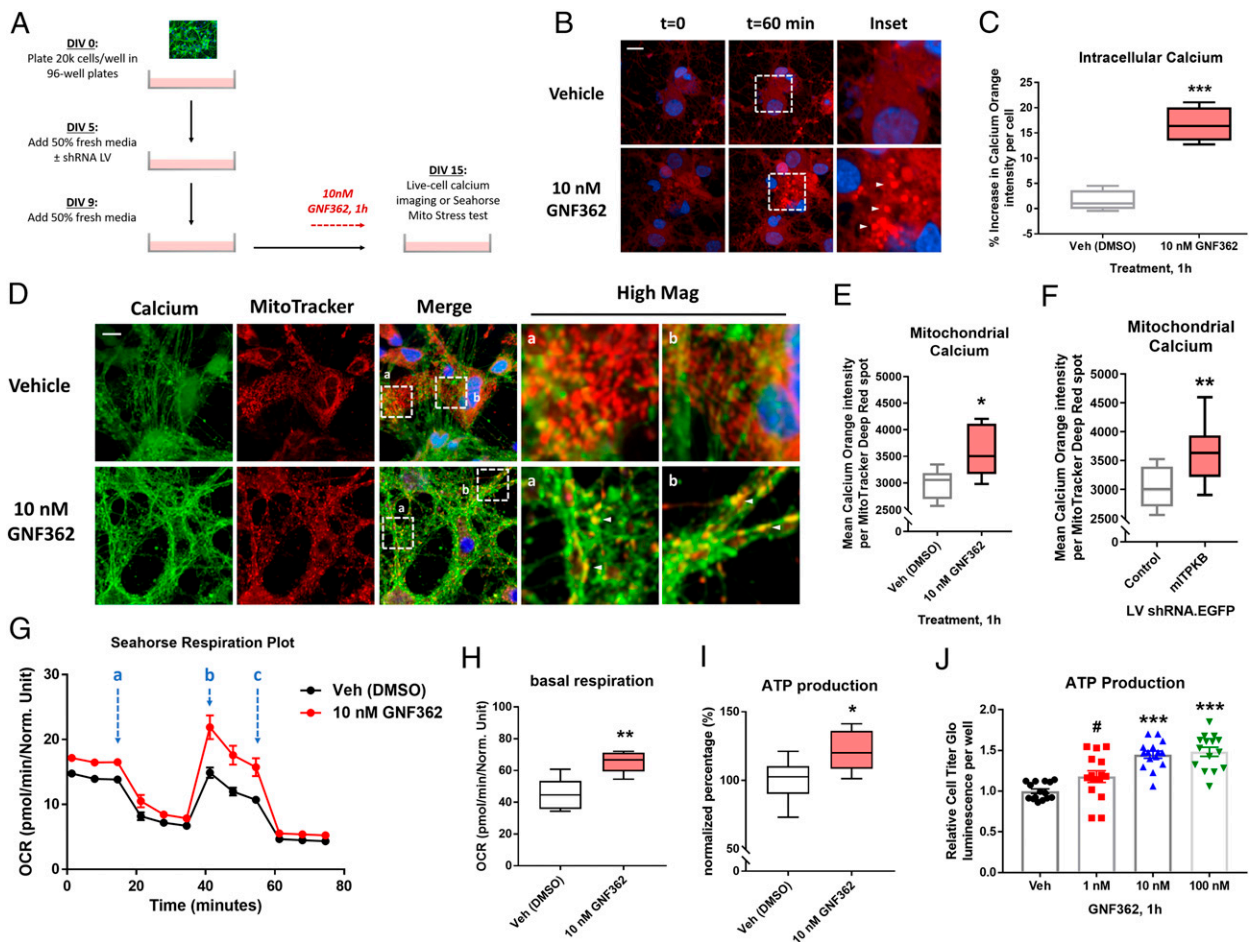 A
DIV 0:
Plate 20k cells/well in
96-well plates
DIV 5:
Add 50% fresh media
± shRNA LV
DIV 9:
Add 50% fresh media
10nM
GNF362, 1h
DIV 15:
Live-cell calcium
imaging or Seahorse
Mito Stress test
B
t=0
t=60 min
Inset
Vehicle
10 nM
GNF362
C
Intracellular Calcium
% Increase in Calcium Orange
intensity per cell
25
20
15
10
5
0
-5
***
Veh (DMSO)
10 nM GNF362
Treatment, 1h
D
Calcium
MitoTracker
Merge
High Mag
Vehicle
a
b
a
b
10 nM
GNF362
a
b
a
b
E
Mitochondrial
Calcium
Mean Calcium Orange intensity
per MitoTracker Deep Red spot
5000
4500
4000
3500
3000
2500
0
*
Veh (DMSO)
10 nM GNF362
Treatment, 1h
F
Mitochondrial
Calcium
Mean Calcium Orange intensity
per MitoTracker Deep Red spot
5000
4500
4000
3500
3000
2500
0
**
Control
mITPKB
LV shRNA.EGFP
G
Seahorse Respiration Plot
OCR (pmol/min/Norm. Unit)
30
20
10
0
a
b
c
Veh (DMSO)
10 nM GNF362
0
20
40
60
80
Time (minutes)
H
basal respiration
OCR (pmol/min/Norm. Unit)
100
80
60
40
20
0
**
Veh (DMSO)
10 nM GNF362
I
ATP production
normalized percentage (%)
150
100
50
0
*
Veh (DMSO)
10 nM GNF362
J
ATP Production
Relative Cell Titer Glo
luminescence per well
2.0
1.5
1.0
0.5
0.0
#
***
***
Veh
1 nM
10 nM
100 nM
GNF362, 1h